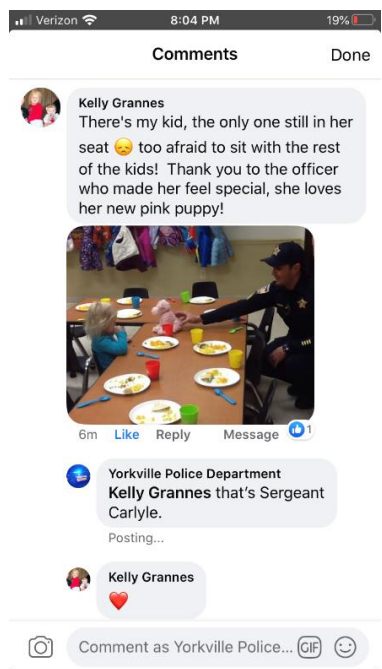 Verizon 8:04 PM 19%
Comments Done
Kelly Grannes
There's my kid, the only one still in her
seat 😞 too afraid to sit with the rest
of the kids! Thank you to the officer
who made her feel special, she loves
her new pink puppy!
6m Like Reply Message 1
Yorkville Police Department
Kelly Grannes that's Sergeant
Carlyle.
Posting...
Kelly Grannes
❤️
Comment as Yorkville Police... GIF